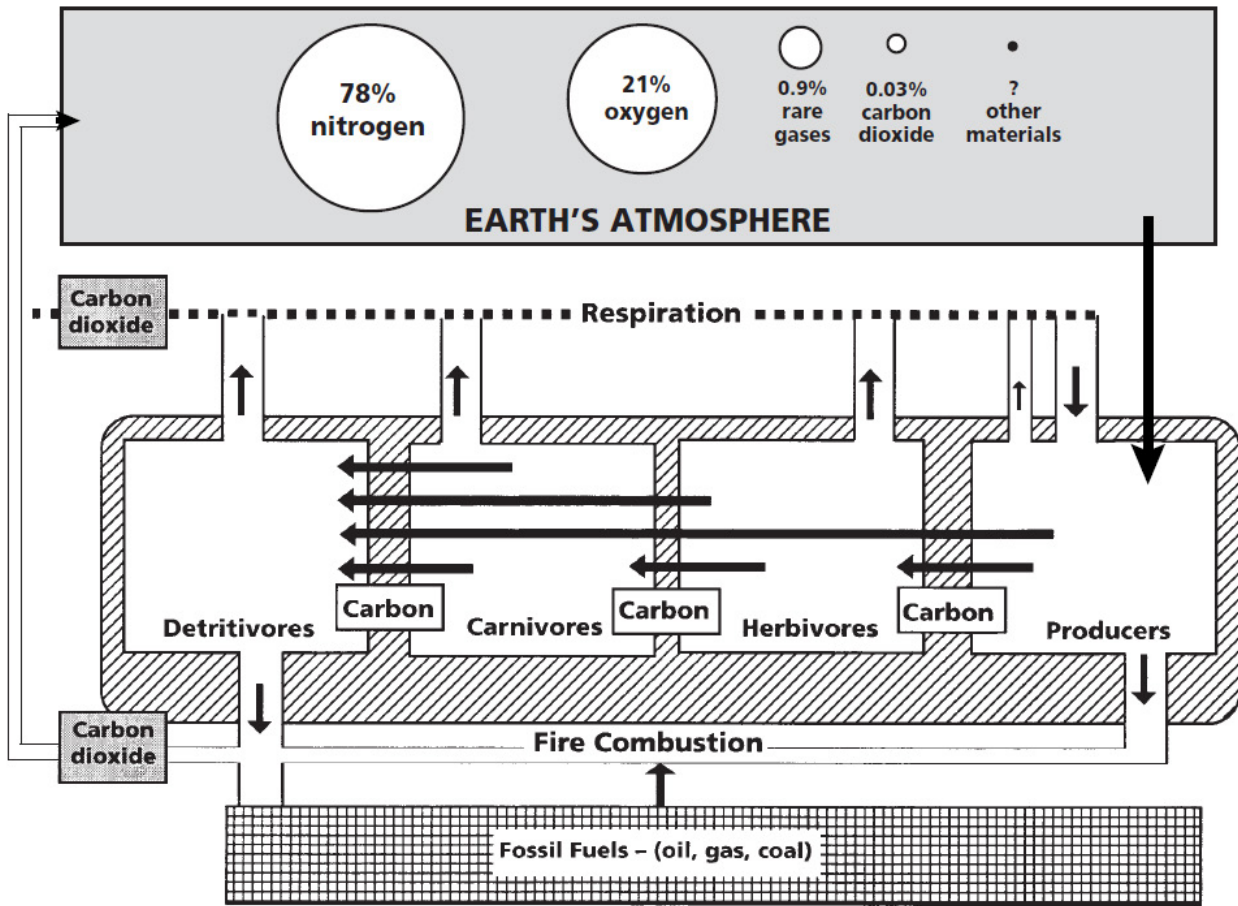 78%
nitrogen
21%
oxygen
0.9%
rare
gases
0.03%
carbon
dioxide
?
other
materials
EARTH'S ATMOSPHERE
Carbon
dioxide
Respiration
Carbon
Carbon
Carbon
Detritivores
Carnivores
Herbivores
Producers
Carbon
dioxide
Fire Combustion
Fossil Fuels – (oil, gas, coal)